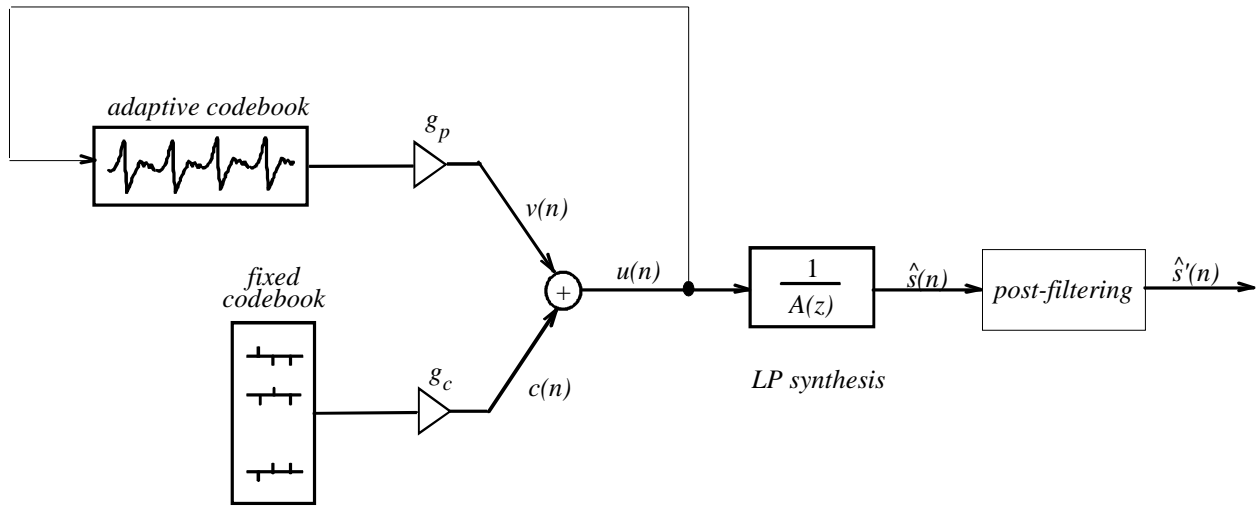 adaptive codebook
g_p
v(n)
fixed
codebook
g_c
c(n)
+
u(n)
1
A(z)
LP synthesis
ŝ(n)
post-filtering
ŝ'(n)